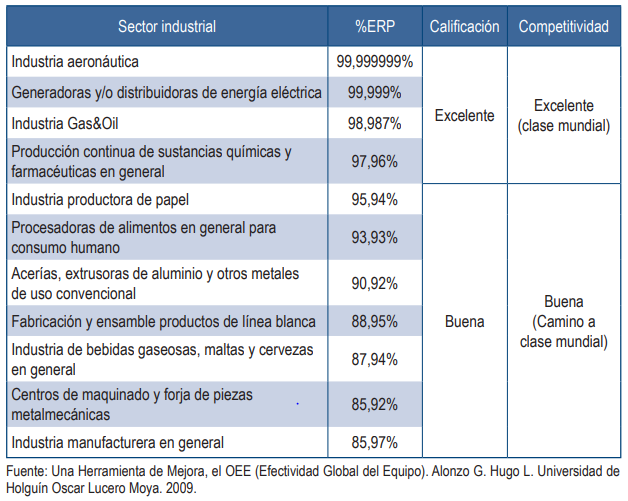 Sector industrial %ERP Calificación Competitividad
Industria aeronáutica 99,999999%
Generadoras y/o distribuidoras de energía eléctrica 99,999%
Industria Gas&Oil 98,987%
Excelente
Excelente
(clase mundial)
Producción continua de sustancias químicas y
farmacéuticas en general
97,96%
Industria productora de papel 95,94%
Procesadoras de alimentos en general para
consumo humano
93,93%
Acerías, extrusoras de aluminio y otros metales
de uso convencional
90,92%
Fabricación y ensamble productos de línea blanca 88,95%
Buena
Buena
(Camino a
clase mundial)
Industria de bebidas gaseosas, maltas y cervezas
en general
87,94%
Centros de maquinado y forja de piezas
metalmecánicas
85,92%
Industria manufacturera en general 85,97%
Fuente: Una Herramienta de Mejora, el OEE (Efectividad Global del Equipo). Alonzo G. Hugo L. Universidad de
Holguín Oscar Lucero Moya. 2009.